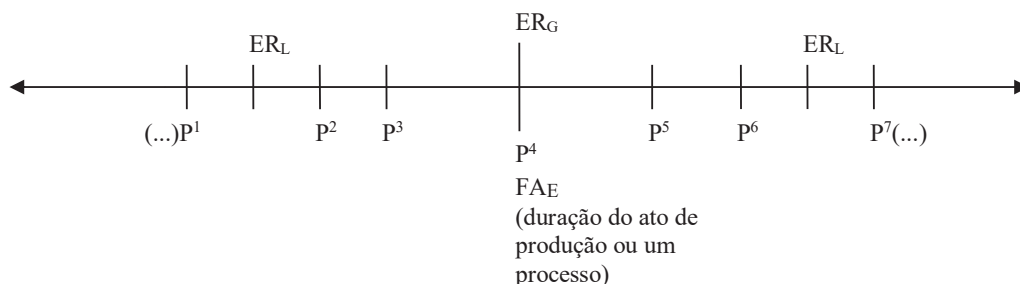 ER_G
ER_L ER_L
(...)P¹ P² P³ P⁴ P⁵ P⁶ P⁷(...)
FA_E
(duração do ato de
produção ou um
processo)